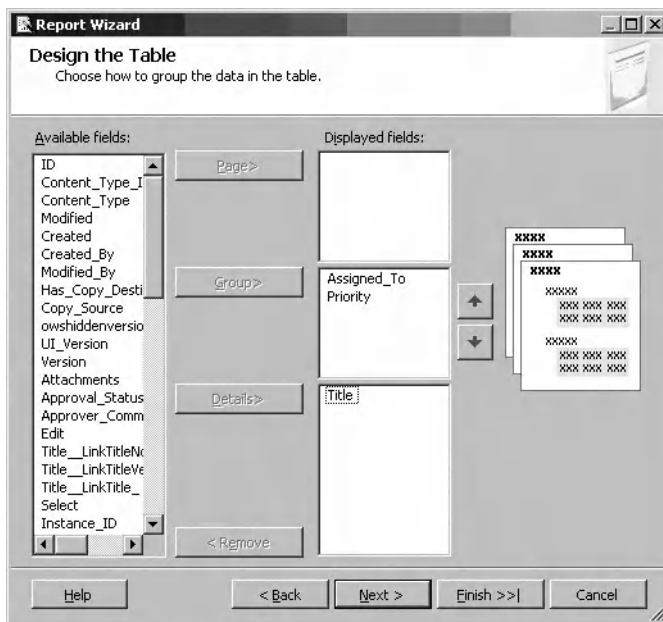 Report Wizard
Design the Table
Choose how to group the data in the table.
Available fields:
ID
Content_Type_I
Content_Type
Modified
Created
Created_By
Modified_By
Has_Copy_Desti
Copy_Source
owshiddenversio
UI_Version
Version
Attachments
Approval_Status
Approver_Comm
Edit
Title__LinkTitleNo
Title__LinkTitleVe
Title__LinkTitle_
Select
Instance_ID
Page>
Group>
Details>
< Remove
Displayed fields:
Assigned_To
Priority
Title
xxxx
xxxx
xxxx
xxxxx
xxx xxx xxx
xxx xxx xxx
xxxxx
xxx xxx xxx
xxx xxx xxx
Help
< Back
Next >
Finish >>|
Cancel